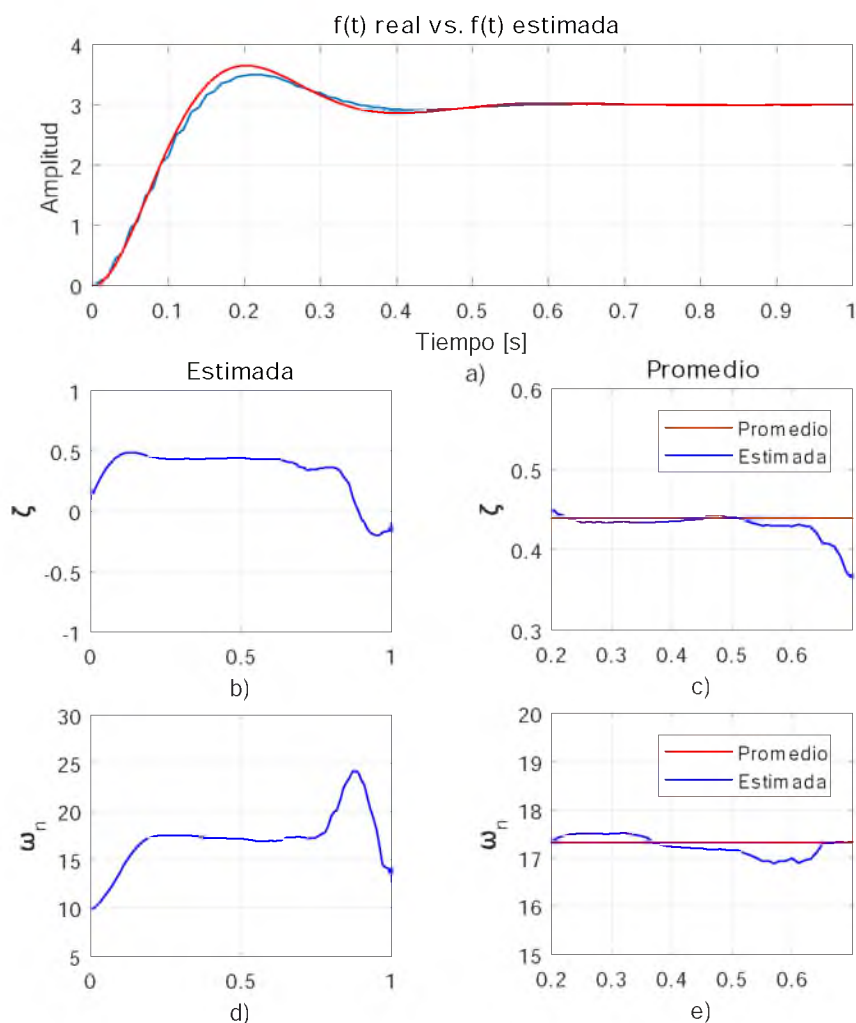 f(t) real vs. f(t) estimada
4
3
2
1
0
Amplitud
0 0.1 0.2 0.3 0.4 0.5 0.6 0.7 0.8 0.9 1
Tiempo [s]
a)
Estimada
1
0.5
0
-0.5
-1
ζ
0 0.5 1
b)
Promedio
0.6
0.5
0.4
0.3
ζ
Promedio
Estimada
0.2 0.3 0.4 0.5 0.6
c)
30
25
20
15
10
5
ωn
0 0.5 1
d)
20
19
18
17
16
15
ωn
Promedio
Estimada
0.2 0.3 0.4 0.5 0.6
e)